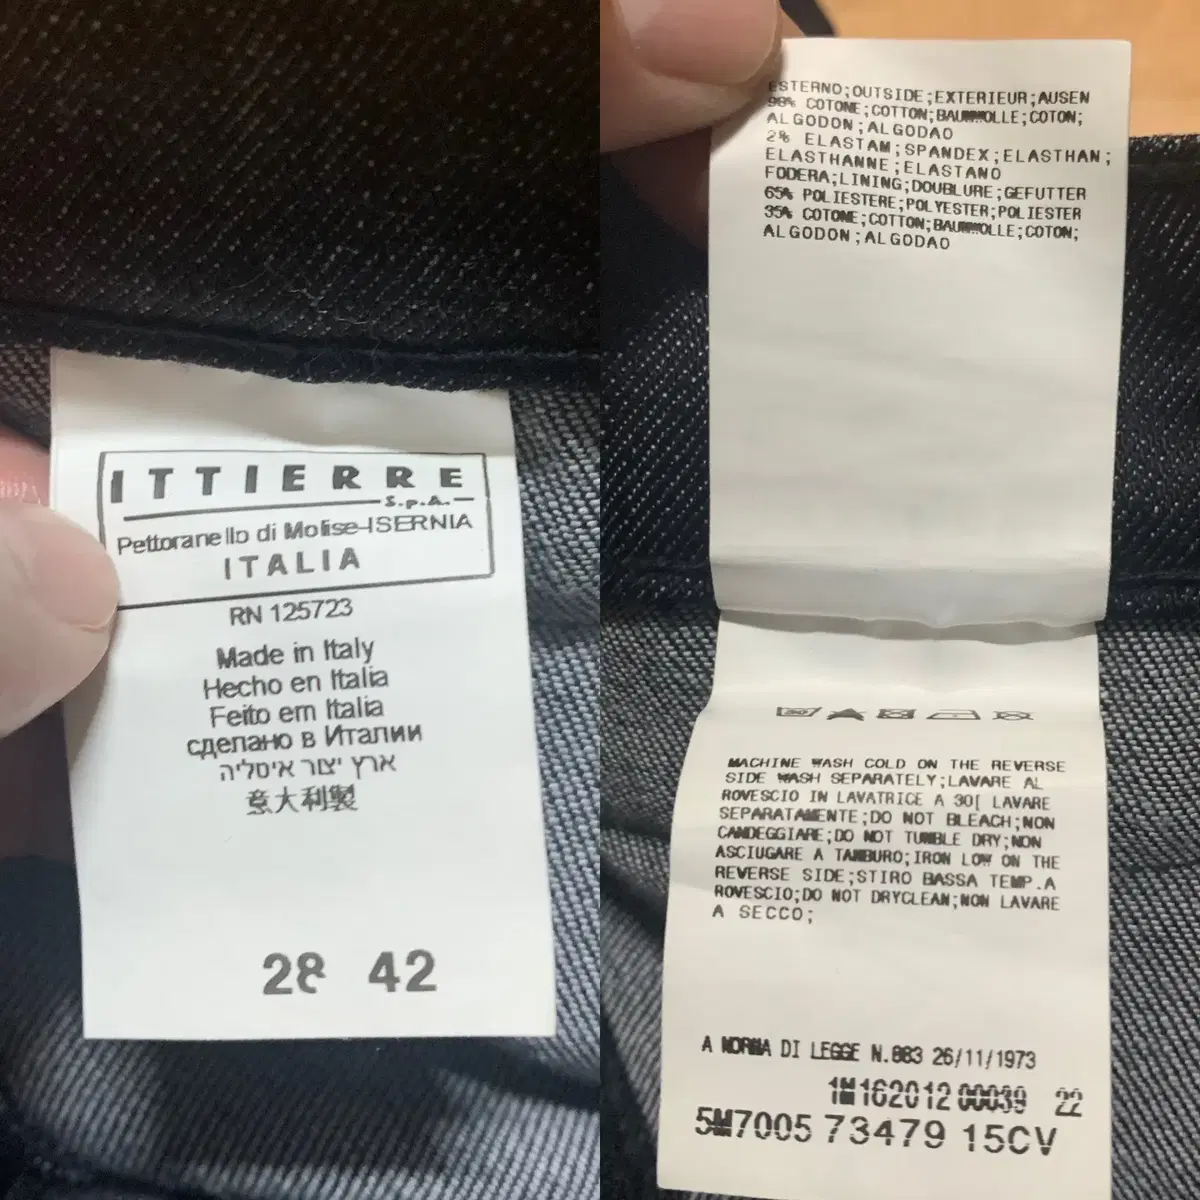 ITTIERRE
S.p.A.
Pettoranello di Molise-ISERNIA
ITALIA
RN 125723
Made in Italy
Hecho en Italia
Feito em Italia
сделано в Италии
ארץ יצור איטליה
意大利製
28 42
ESTERNO;OUTSIDE;EXTERIEUR;AUSEN
98% COTONE;COTTON;BAUMWOLLE;COTON;
ALGODON;ALGODAO
2% ELASTAM;SPANDEX;ELASTHAN;
ELASTHANNE;ELASTANO
FODERA;LINING;DOUBLURE;GEFUTTER
65% POLIESTERE;POLYESTER;POLIESTER
35% COTONE;COTTON;BAUMWOLLE;COTON;
ALGODON;ALGODAO
MACHINE WASH COLD ON THE REVERSE
SIDE WASH SEPARATELY;LAVARE AL
ROVESCIO IN LAVATRICE A 30[ LAVARE
SEPARATAMENTE;DO NOT BLEACH;NON
CANDEGGIARE;DO NOT TUMBLE DRY;NON
ASCIUGARE A TAMBURO;IRON LOW ON THE
REVERSE SIDE;STIRO BASSA TEMP.A
ROVESCIO;DO NOT DRYCLEAN;NON LAVARE
A SECCO;
A NORMA DI LEGGE N.883 26/11/1973
1M162012 00039 22
5M7005 73479 15CV